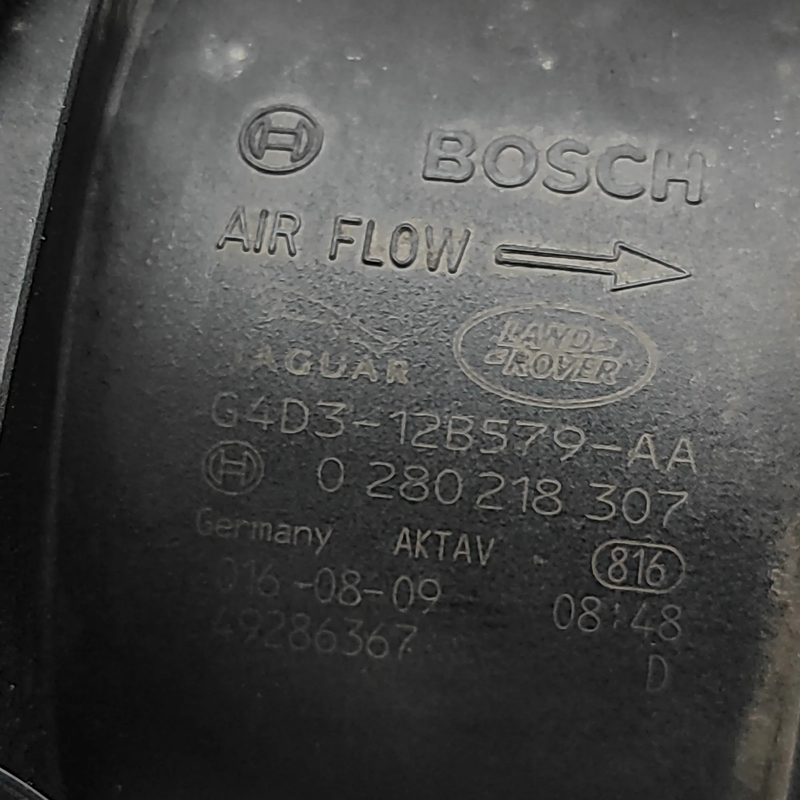 BOSCH
AIR FLOW
JAGUAR LAND ROVER
G4D3-12B579-AA
0 280 218 307
Germany AKTAV 816
016-08-09 08:48
49286367 D